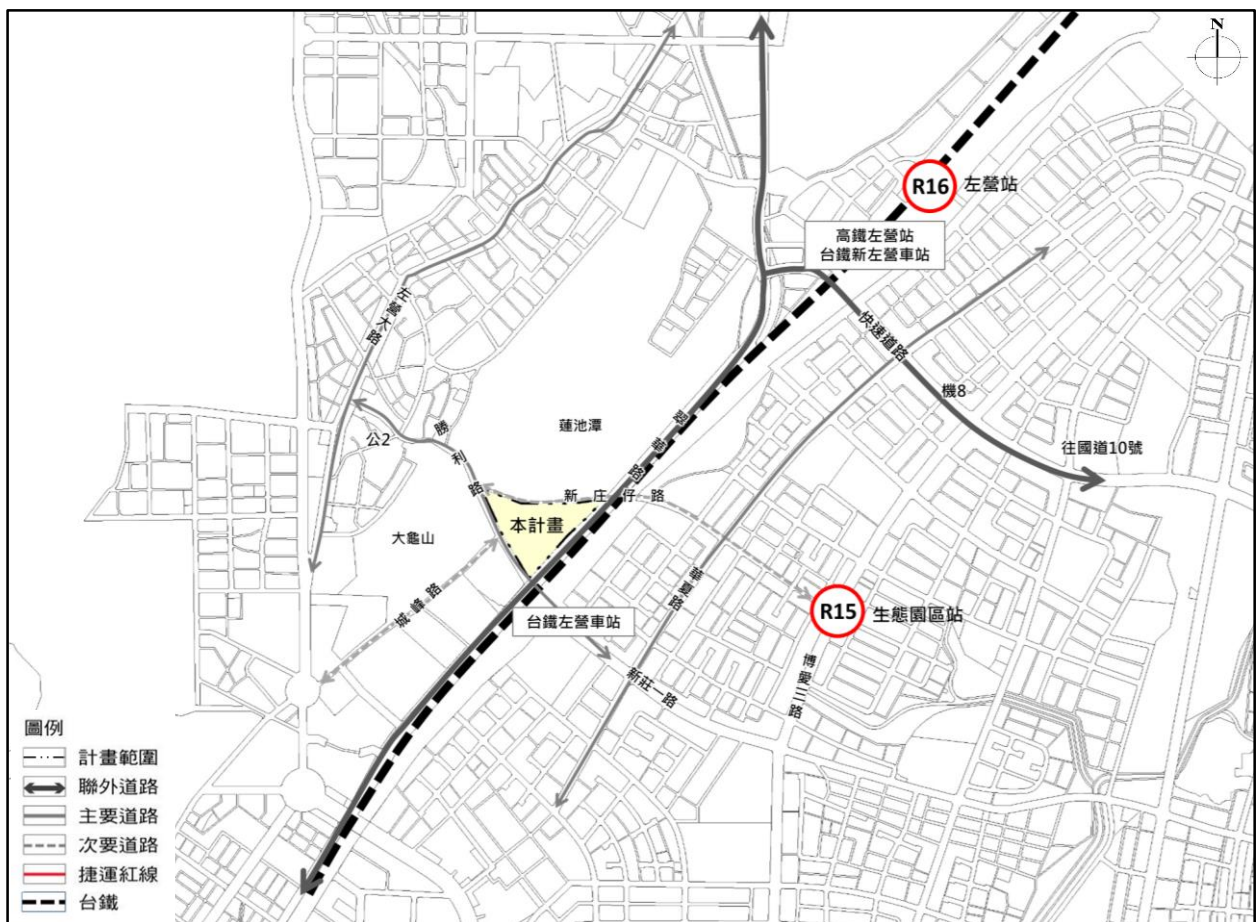 N
R16 左營站
高鐵左營站
台鐵新左營車站
左營大路
快速道路
機8
往國道10號
蓮池潭
翠華路
公2
勝利路
新庄仔路
本計畫
大龜山
城峰路
華夏路
R15 生態園區站
台鐵左營車站
新莊一路
博愛三路
圖例
計畫範圍
聯外道路
主要道路
次要道路
捷運紅線
台鐵